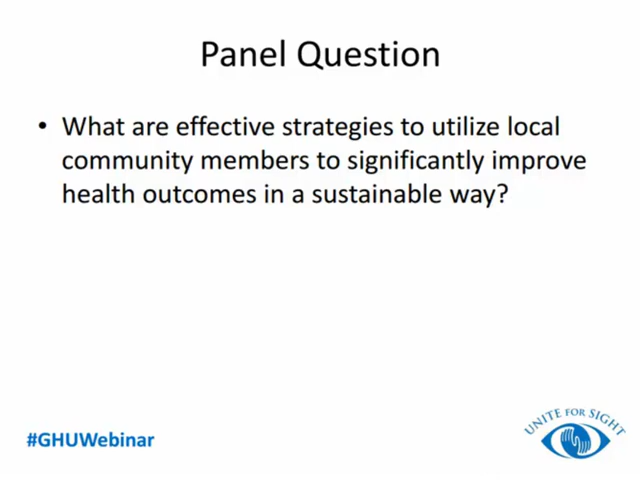 Panel Question
• What are effective strategies to utilize local
community members to significantly improve
health outcomes in a sustainable way?
#GHUWebinar
UNITE FOR SIGHT